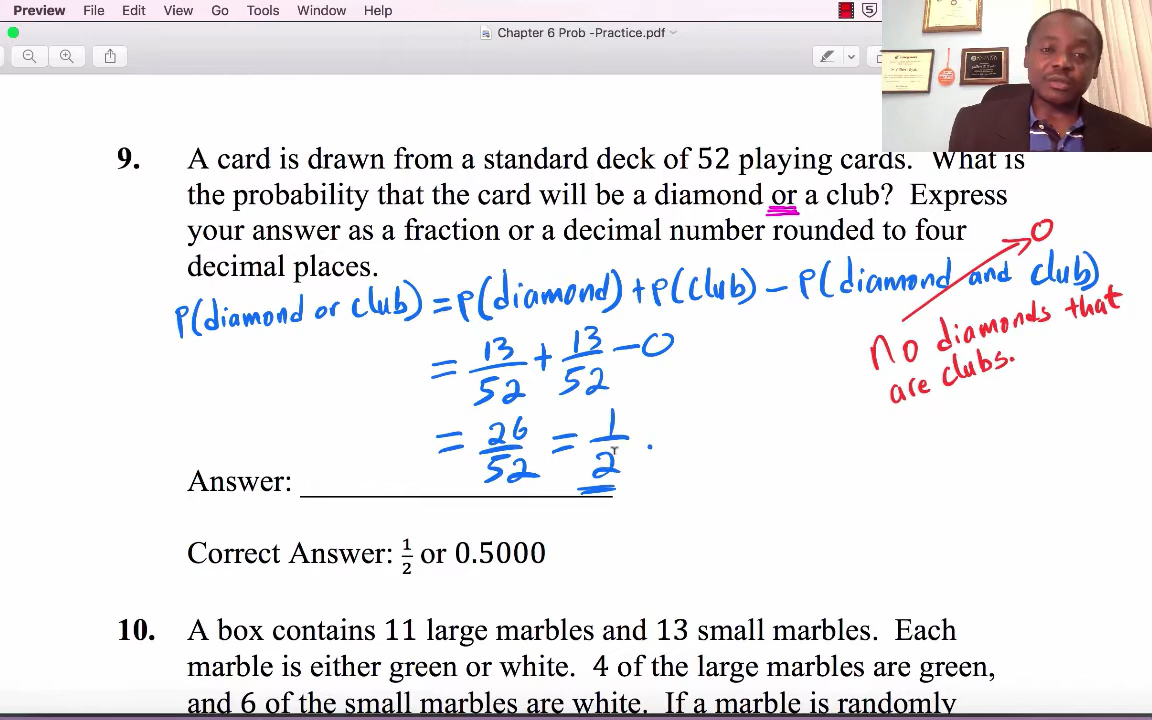 Preview File Edit View Go Tools Window Help
5
Chapter 6 Prob -Practice.pdf
9. A card is drawn from a standard deck of 52 playing cards. What is
the probability that the card will be a diamond or a club? Express
your answer as a fraction or a decimal number rounded to four
decimal places.
0
P(diamond or club) = P(diamond) + P(club) - P(diamond and club)
= 13/52 + 13/52 - 0
No diamonds that
are clubs.
= 26/52 = 1/2 .
Answer: ____________________
Correct Answer: 1/2 or 0.5000
10. A box contains 11 large marbles and 13 small marbles. Each
marble is either green or white. 4 of the large marbles are green,
and 6 of the small marbles are white. If a marble is randomly